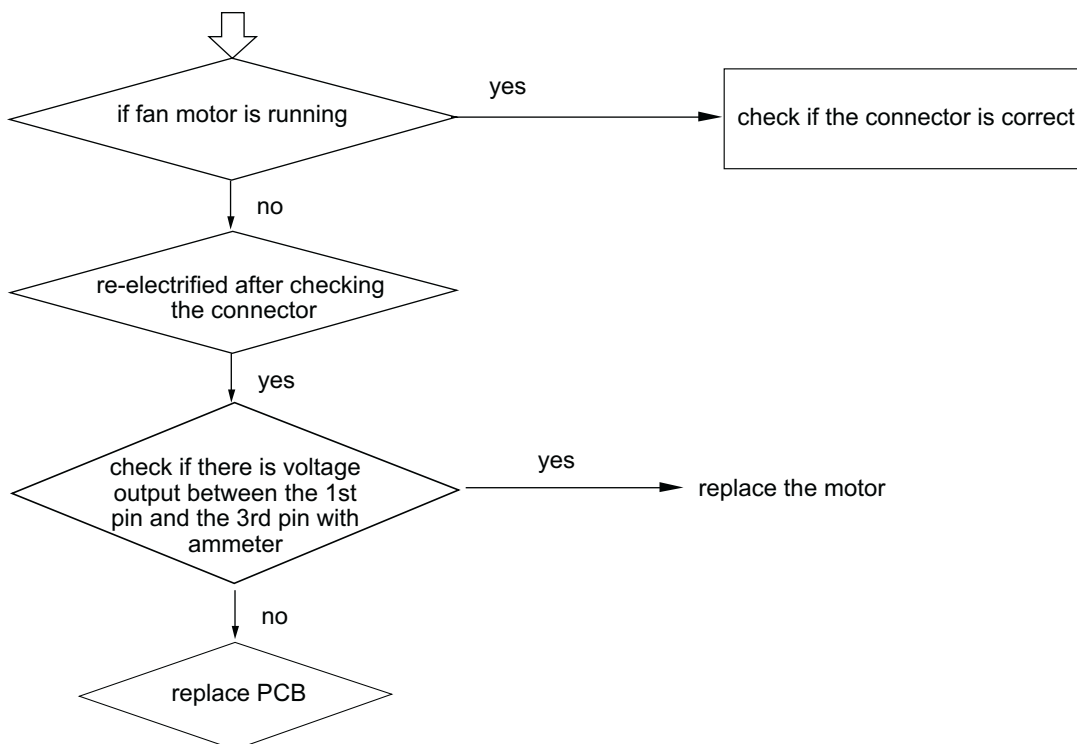 if fan motor is running
yes
check if the connector is correct
no
re-electrified after checking
the connector
yes
check if there is voltage
output between the 1st
pin and the 3rd pin with
ammeter
yes
replace the motor
no
replace PCB